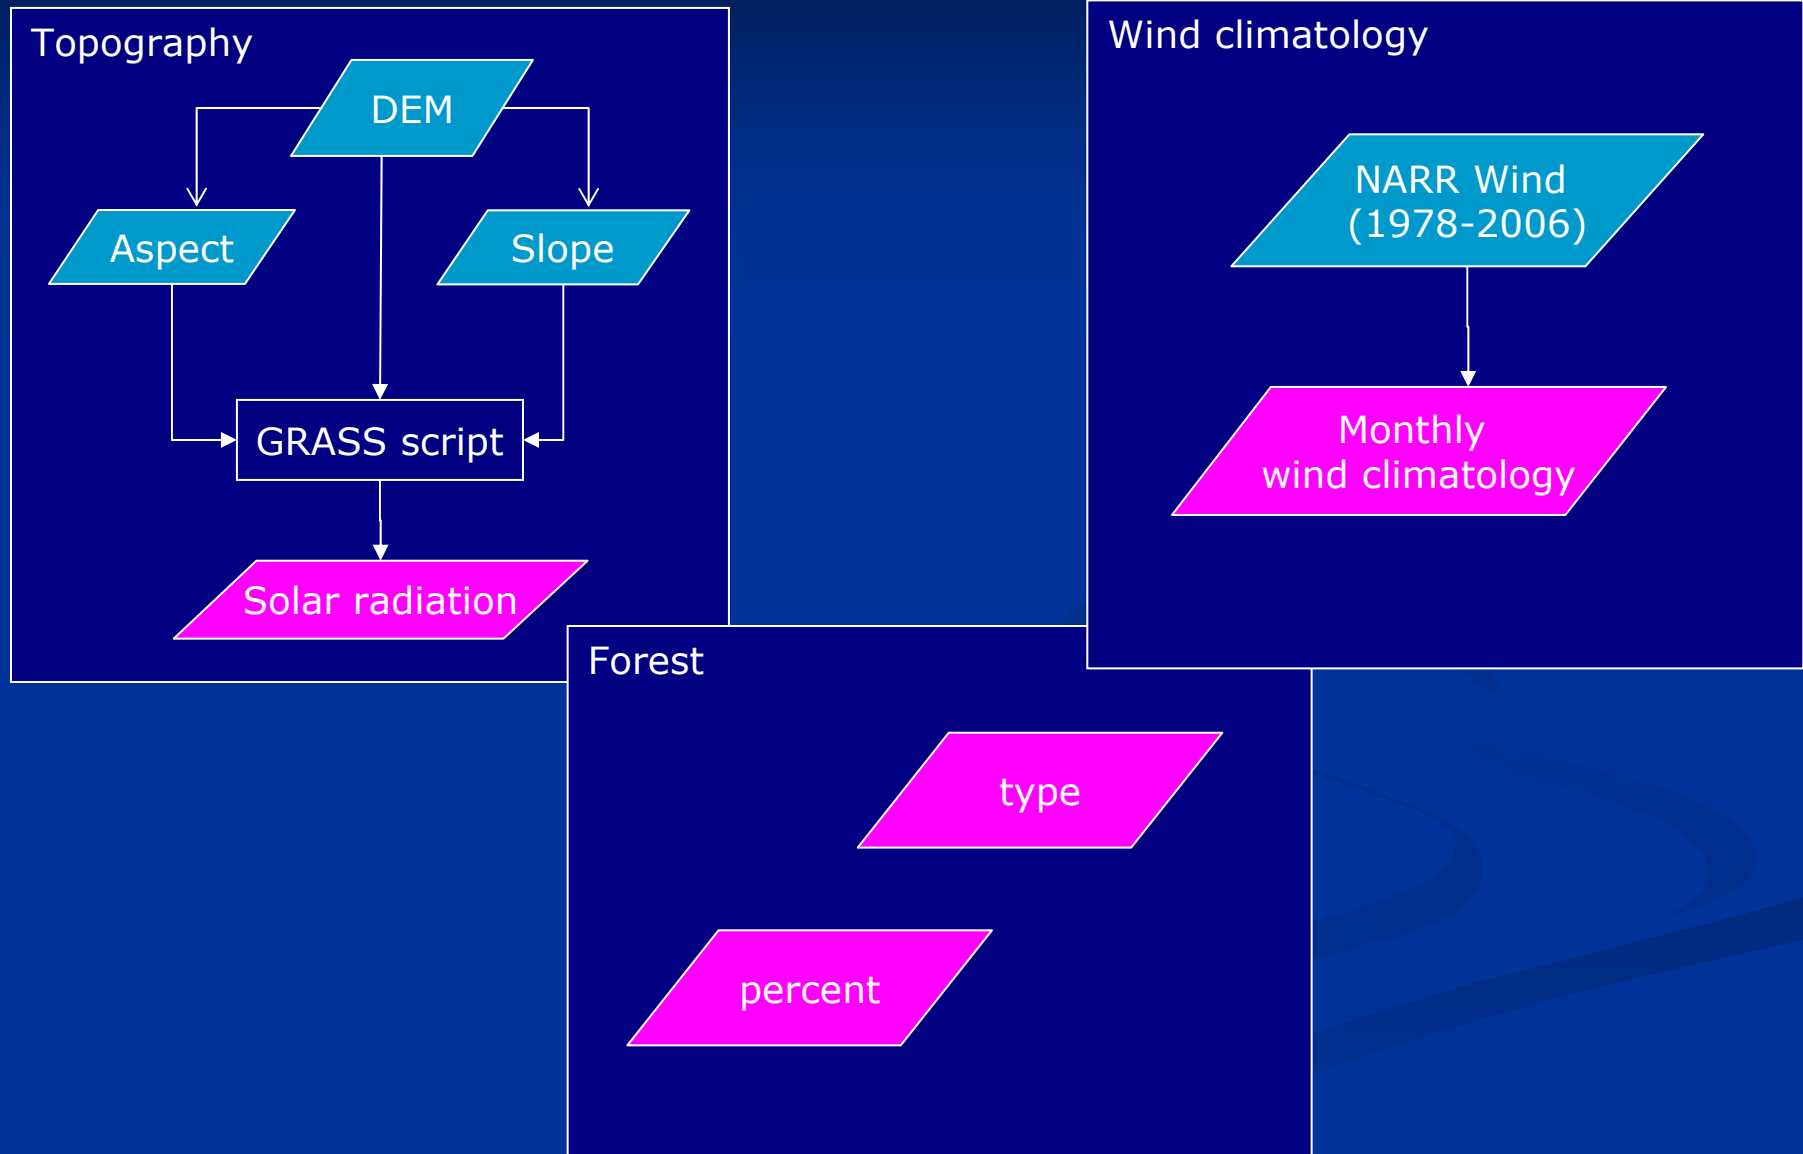 Topography
DEM
Aspect
Slope
GRASS script
Solar radiation
Wind climatology
NARR Wind
(1978-2006)
Monthly
wind climatology
Forest
type
percent